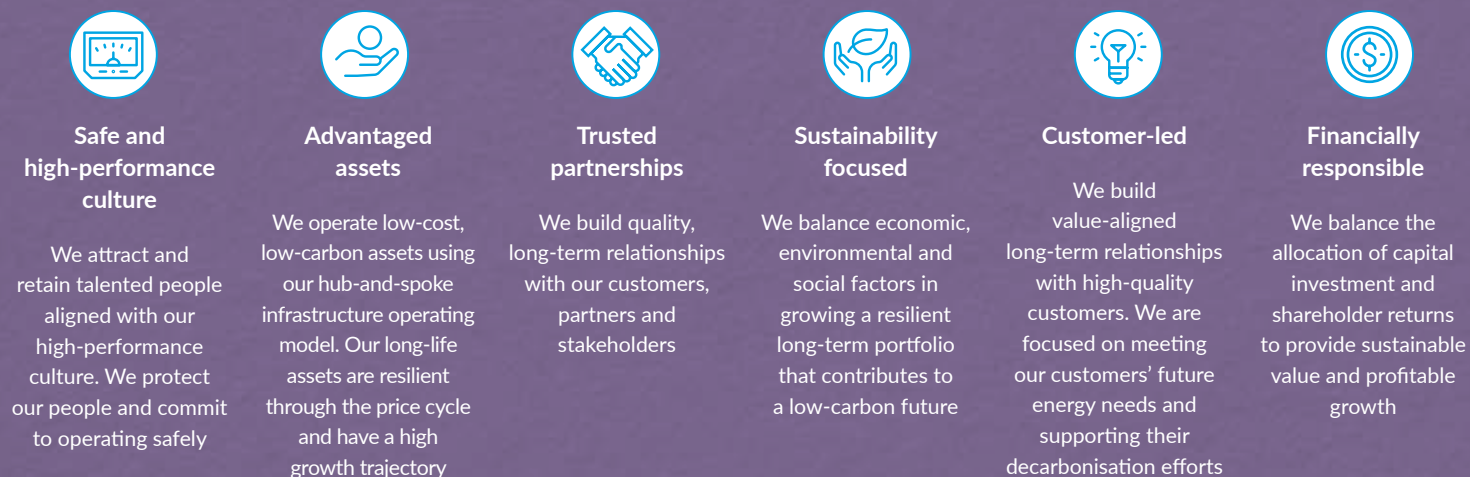 Safe and
high-performance
culture
We attract and
retain talented people
aligned with our
high-performance
culture. We protect
our people and commit
to operating safely
Advantaged
assets
We operate low-cost,
low-carbon assets using
our hub-and-spoke
infrastructure operating
model. Our long-life
assets are resilient
through the price cycle
and have a high
growth trajectory
Trusted
partnerships
We build quality,
long-term relationships
with our customers,
partners and
stakeholders
Sustainability
focused
We balance economic,
environmental and
social factors in
growing a resilient
long-term portfolio
that contributes to
a low-carbon future
Customer-led
We build
value-aligned
long-term relationships
with high-quality
customers. We are
focused on meeting
our customers’ future
energy needs and
supporting their
decarbonisation efforts
Financially
responsible
We balance the
allocation of capital
investment and
shareholder returns
to provide sustainable
value and profitable
growth